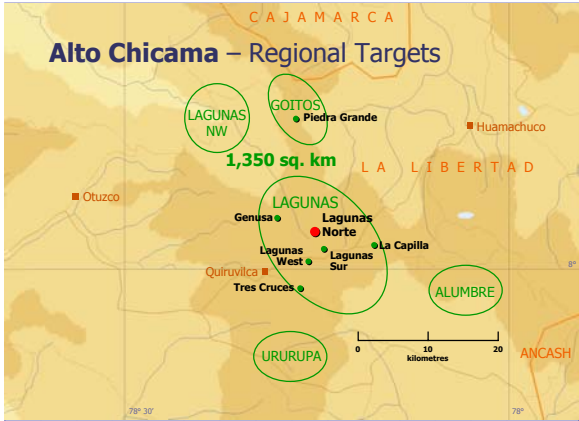 CAJAMARCA
Alto Chicama – Regional Targets
GOITOS
LAGUNAS
NW
Piedra Grande
Huamachuco
1,350 sq. km
LA LIBERTAD
Otuzco
LAGUNAS
Genusa
Lagunas
Norte
La Capilla
Lagunas
West
Lagunas
Sur
8°
Quiruvilca
Tres Cruces
ALUMBRE
URURUPA
0 10 20
kilometres
ANCASH
78° 30'
78°